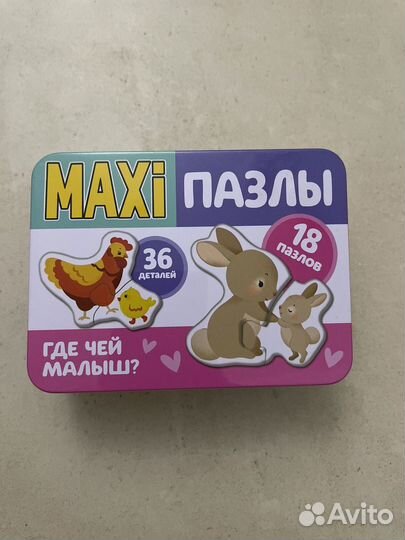 MAXi ПАЗЛЫ
36
деталей
18
пазлов
ГДЕ ЧЕЙ
МАЛЫШ?
Avito